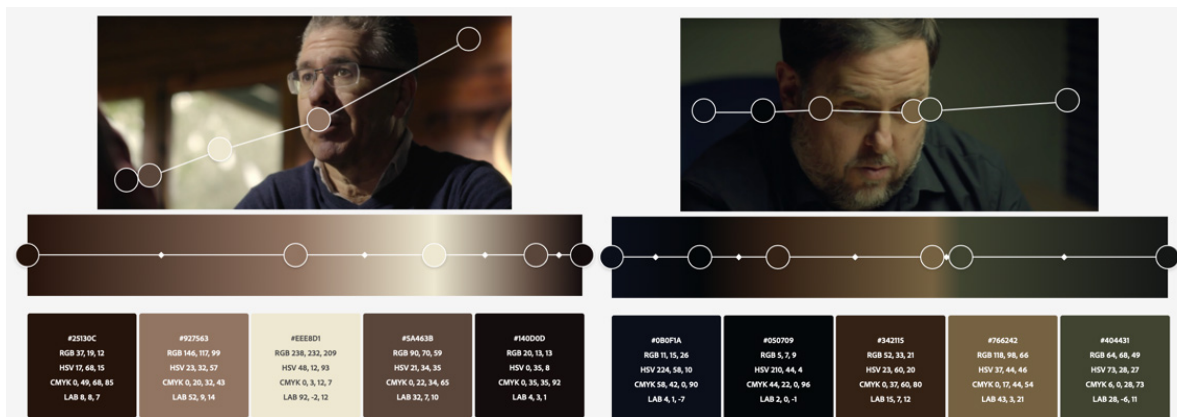 #25130C
RGB 37, 19, 12
HSV 17, 68, 15
CMYK 0, 49, 68, 85
LAB 8, 8, 7
#927563
RGB 146, 117, 99
HSV 23, 32, 57
CMYK 0, 20, 32, 43
LAB 52, 9, 14
#EEE8D1
RGB 238, 232, 209
HSV 48, 12, 93
CMYK 0, 3, 12, 7
LAB 92, -2, 12
#5A463B
RGB 90, 70, 59
HSV 21, 34, 35
CMYK 0, 22, 34, 65
LAB 32, 7, 10
#140D0D
RGB 20, 13, 13
HSV 0, 35, 8
CMYK 0, 35, 35, 92
LAB 4, 3, 1
#0B0F1A
RGB 11, 15, 26
HSV 224, 58, 10
CMYK 58, 42, 0, 90
LAB 4, 1, -7
#050709
RGB 5, 7, 9
HSV 210, 44, 4
CMYK 44, 22, 0, 96
LAB 2, 0, -1
#342115
RGB 52, 33, 21
HSV 23, 60, 20
CMYK 0, 37, 60, 80
LAB 15, 7, 12
#766242
RGB 118, 98, 66
HSV 37, 44, 46
CMYK 0, 17, 44, 54
LAB 43, 3, 21
#404431
RGB 64, 68, 49
HSV 73, 28, 27
CMYK 6, 0, 28, 73
LAB 28, -6, 11